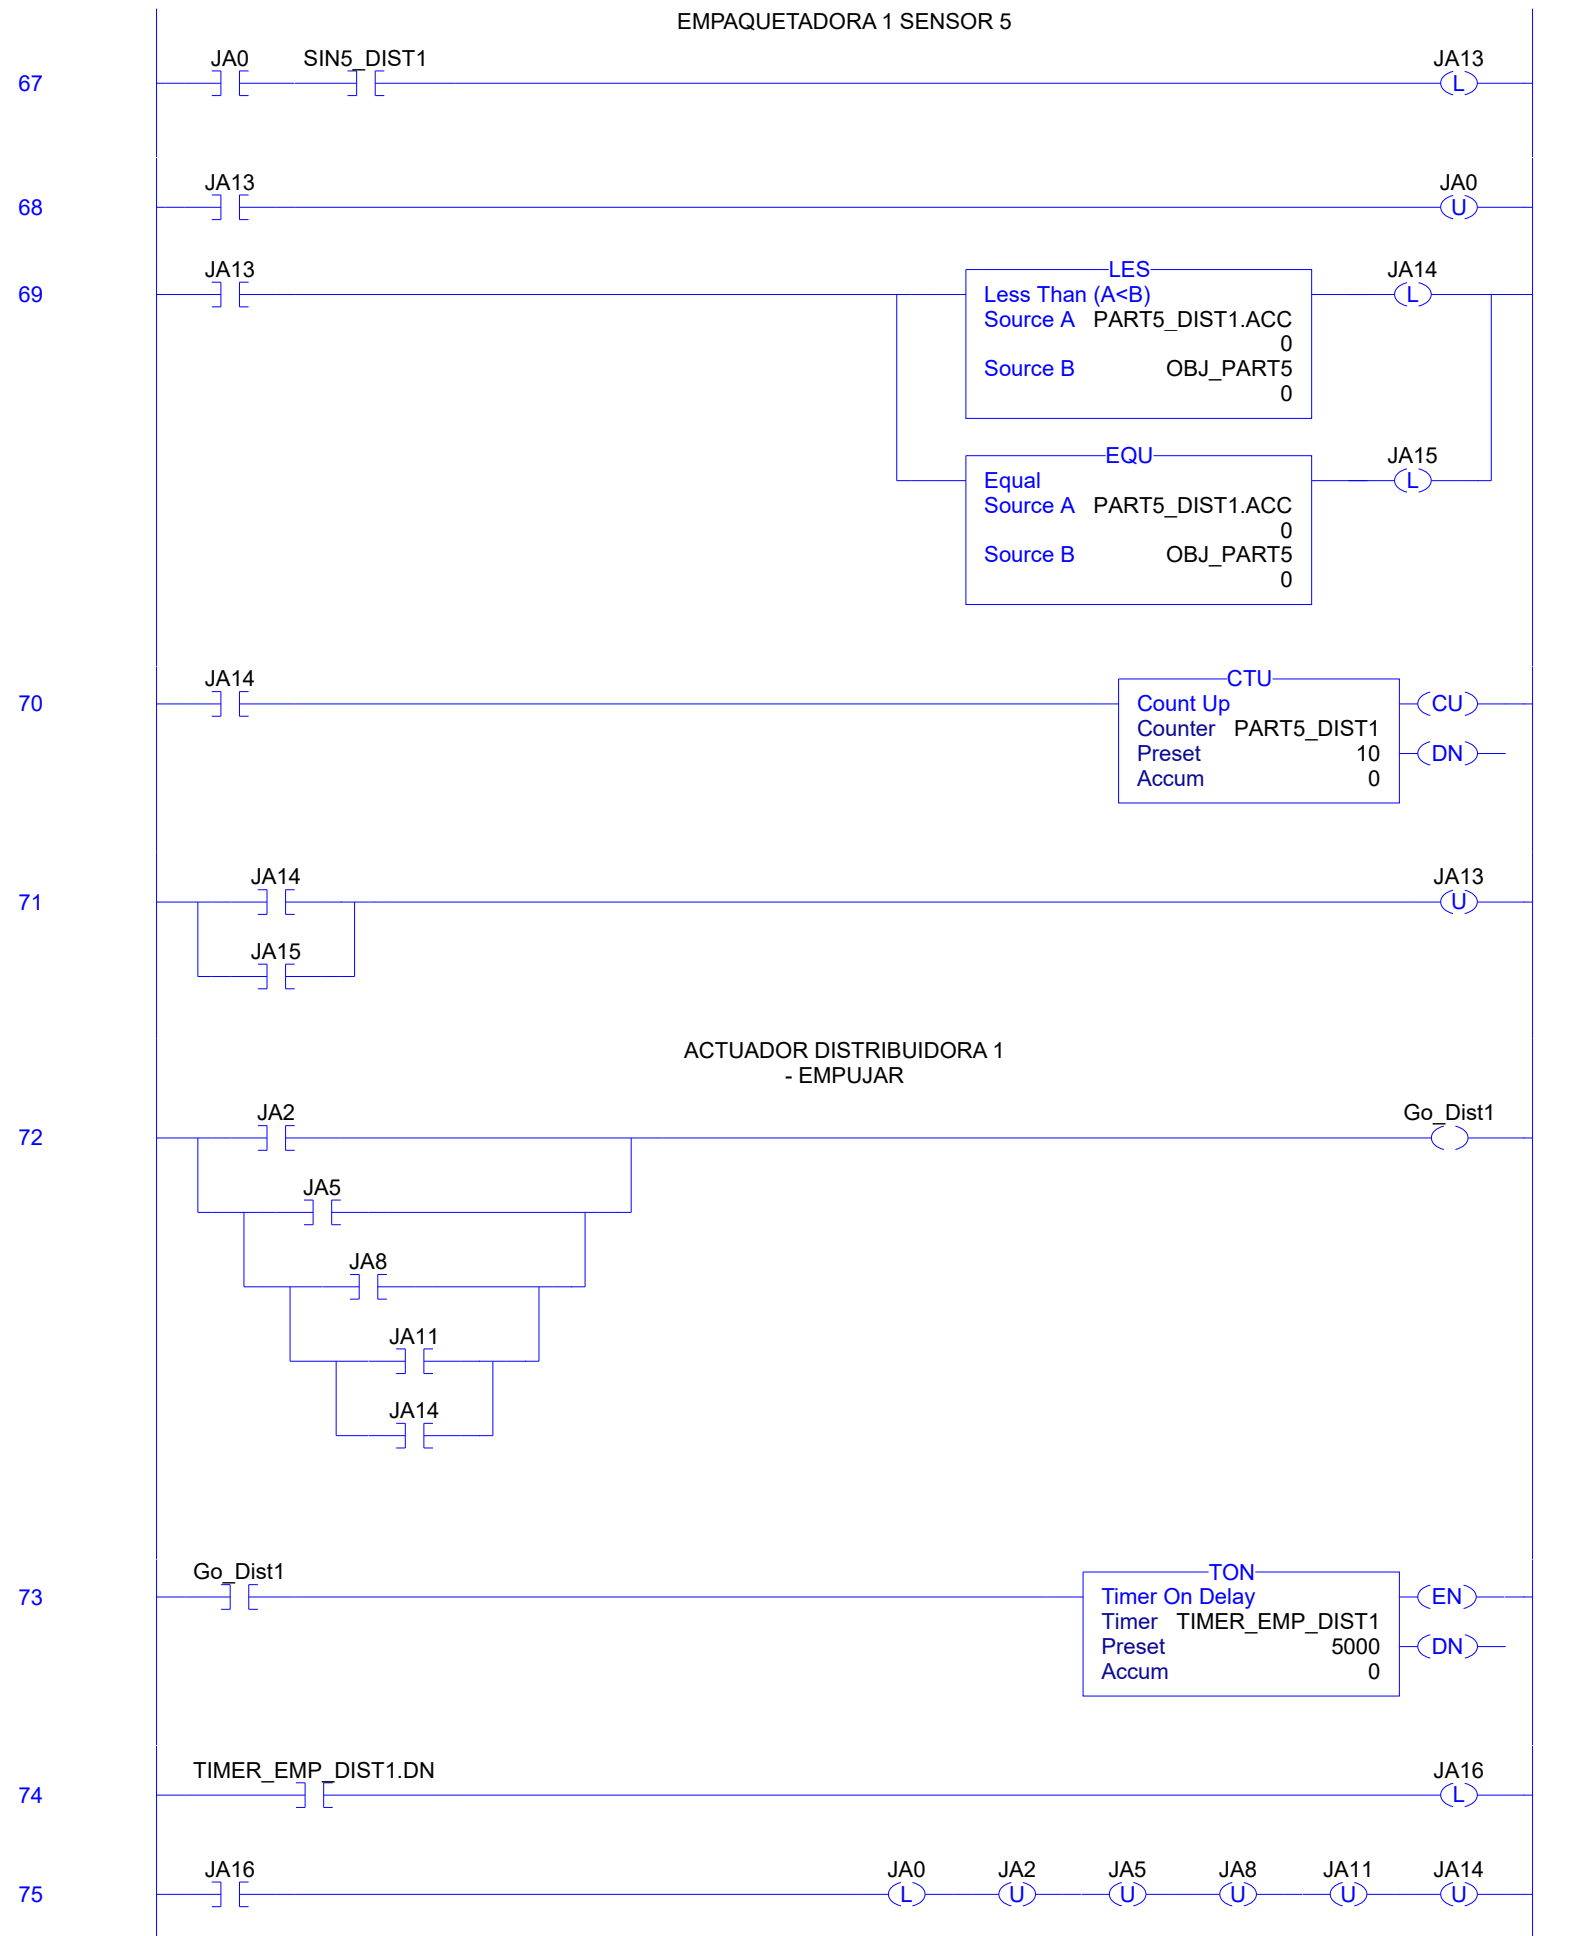 EMPAQUETADORA 1 SENSOR 5
JA0 SIN5_DIST1 JA13
67 L
JA13 JA0
68 U
JA13 LES JA14
69 Less Than (A<B) L
Source A PART5_DIST1.ACC
0
Source B OBJ_PART5
0
EQU JA15
Equal L
Source A PART5_DIST1.ACC
0
Source B OBJ_PART5
0
JA14 CTU
70 Count Up CU
Counter PART5_DIST1
Preset 10 DN
Accum 0
JA14 JA13
71 U
JA15
ACTUADOR DISTRIBUIDORA 1
- EMPUJAR
JA2 Go_Dist1
72
JA5
JA8
JA11
JA14
Go_Dist1 TON
73 Timer On Delay EN
Timer TIMER_EMP_DIST1
Preset 5000 DN
Accum 0
TIMER_EMP_DIST1.DN JA16
74 L
JA16 JA0 JA2 JA5 JA8 JA11 JA14
75 L U U U U U